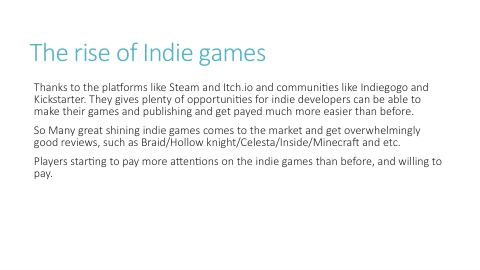 The rise of Indie games
Thanks to the platforms like Steam and Itch.io and communities like Indiegogo and
Kickstarter. They gives plenty of opportunities for indie developers can be able to
make their games and publishing and get payed much more easier than before.
So Many great shining indie games comes to the market and get overwhelmingly
good reviews, such as Braid/Hollow knight/Celesta/Inside/Minecraft and etc.
Players starting to pay more attentions on the indie games than before, and willing to
pay.